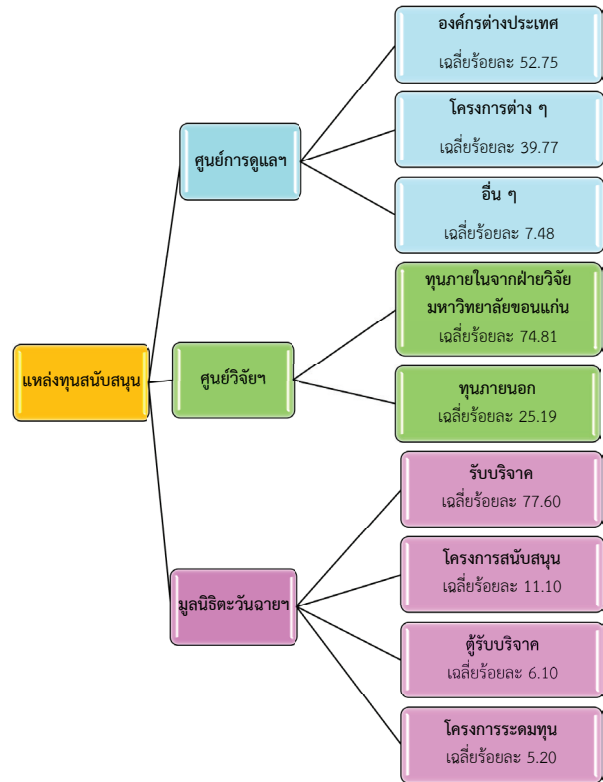 แหล่งทุนสนับสนุน
ศูนย์การดูแลฯ
องค์กรต่างประเทศ
เฉลี่ยร้อยละ 52.75
โครงการต่าง ๆ
เฉลี่ยร้อยละ 39.77
อื่น ๆ
เฉลี่ยร้อยละ 7.48
ศูนย์วิจัยฯ
ทุนภายในจากฝ่ายวิจัย
มหาวิทยาลัยขอนแก่น
เฉลี่ยร้อยละ 74.81
ทุนภายนอก
เฉลี่ยร้อยละ 25.19
มูลนิธิตะวันฉายฯ
รับบริจาค
เฉลี่ยร้อยละ 77.60
โครงการสนับสนุน
เฉลี่ยร้อยละ 11.10
ตู้รับบริจาค
เฉลี่ยร้อยละ 6.10
โครงการระดมทุน
เฉลี่ยร้อยละ 5.20